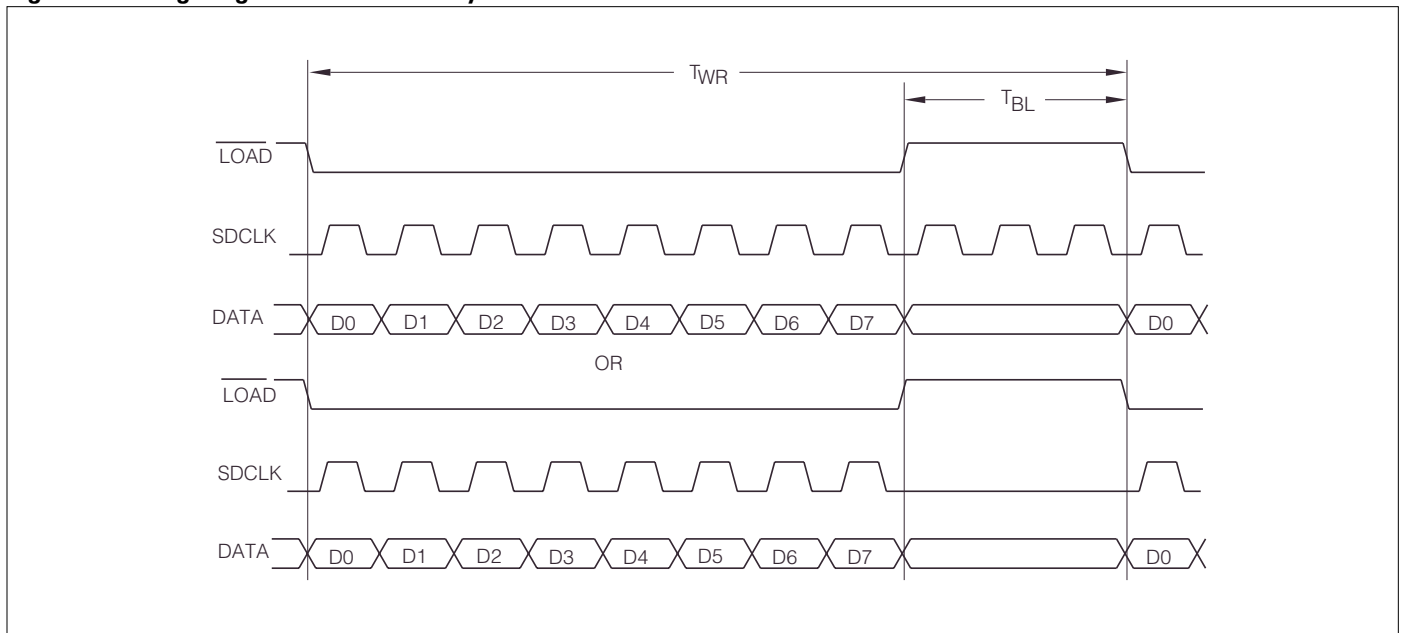 TWR
TBL
LOAD
SDCLK
DATA D0 D1 D2 D3 D4 D5 D6 D7 D0
OR
LOAD
SDCLK
DATA D0 D1 D2 D3 D4 D5 D6 D7 D0